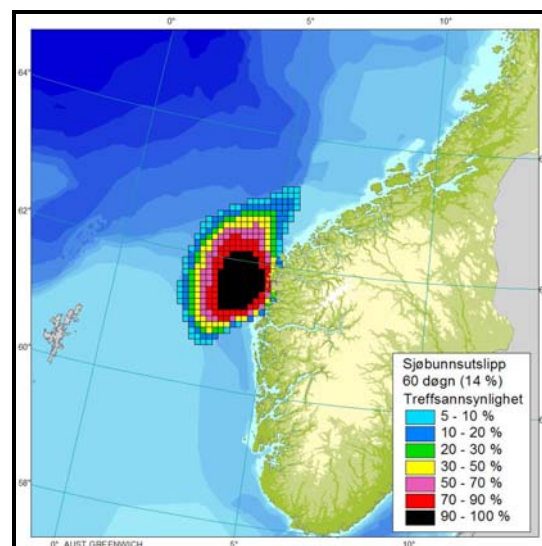 0°
5°
10°
64°
62°
60°
58°
Sjøbunnsutslipp
60 døgn (14 %)
Treffsannsynlighet
5 - 10 %
10 - 20 %
20 - 30 %
30 - 50 %
50 - 70 %
70 - 90 %
90 - 100 %
0° AUST GREENWICH
5°
10°